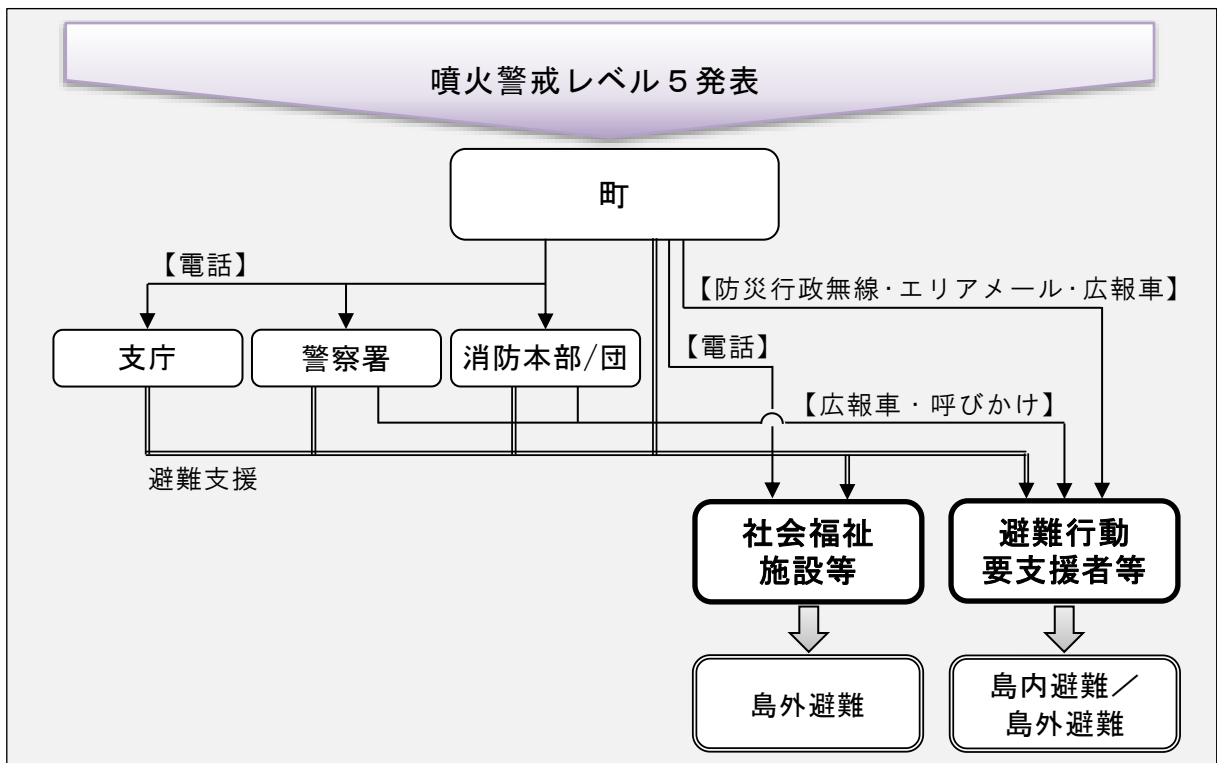 噴火警戒レベル５発表
町
【電話】
【防災行政無線・エリアメール・広報車】
支庁
警察署
消防本部/団
【電話】
【広報車・呼びかけ】
避難支援
社会福祉
施設等
避難行動
要支援者等
島外避難
島内避難／
島外避難